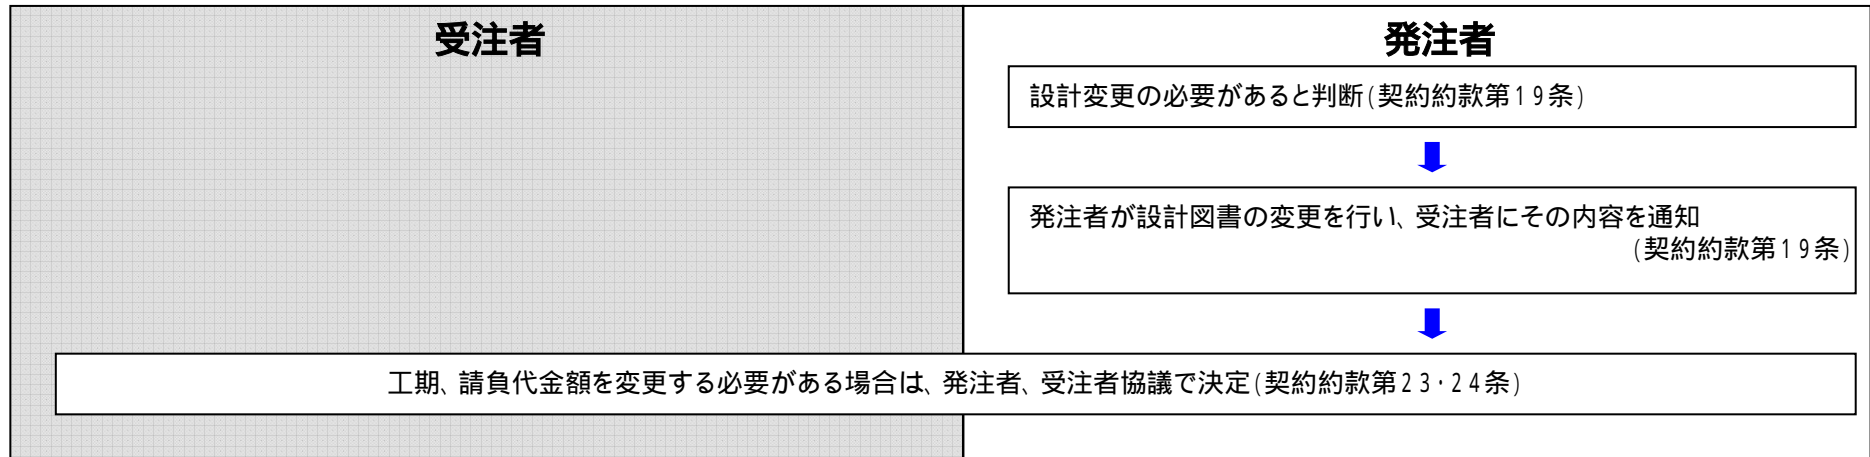 受注者
発注者
設計変更の必要があると判断(契約約款第19条)
発注者が設計図書の変更を行い、受注者にその内容を通知
(契約約款第19条)
工期、請負代金額を変更する必要がある場合は、発注者、受注者協議で決定(契約約款第23・24条)